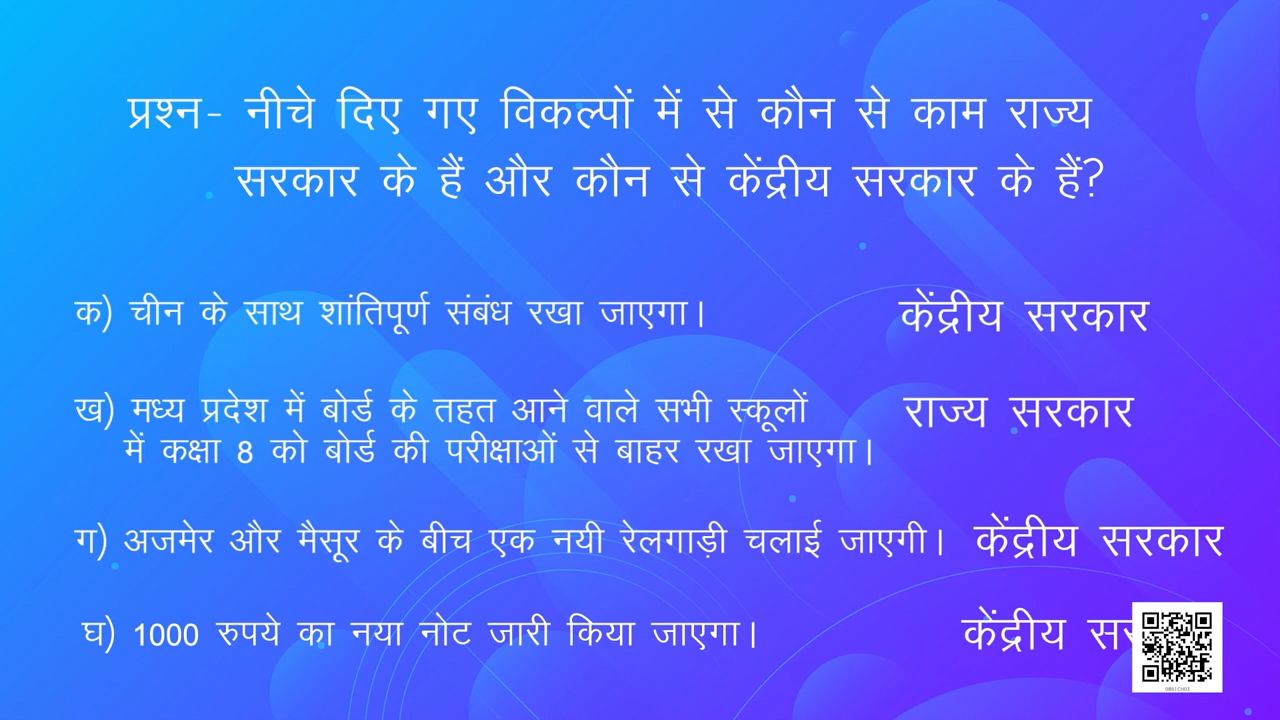 प्रश्न- नीचे दिए गए विकल्पों में से कौन से काम राज्य
सरकार के हैं और कौन से केंद्रीय सरकार के हैं?
क) चीन के साथ शांतिपूर्ण संबंध रखा जाएगा। केंद्रीय सरकार
ख) मध्य प्रदेश में बोर्ड के तहत आने वाले सभी स्कूलों राज्य सरकार
में कक्षा 8 को बोर्ड की परीक्षाओं से बाहर रखा जाएगा।
ग) अजमेर और मैसूर के बीच एक नयी रेलगाड़ी चलाई जाएगी। केंद्रीय सरकार
घ) 1000 रुपये का नया नोट जारी किया जाएगा। केंद्रीय